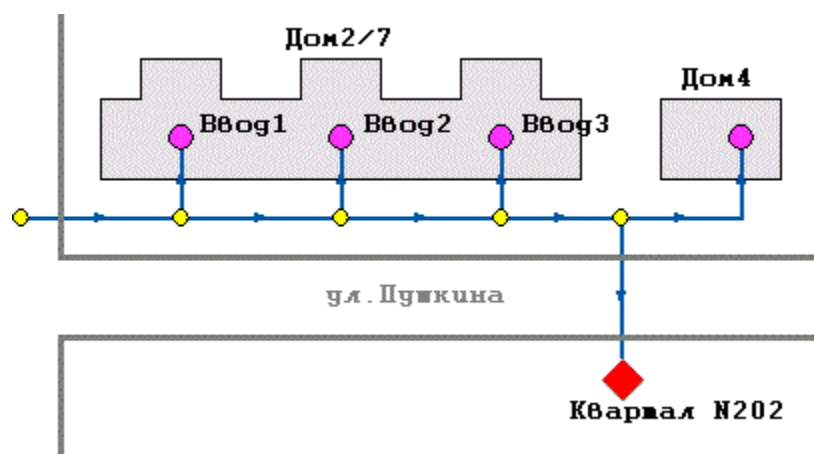 Дом2/7
Дом4
Ввод1
Ввод2
Ввод3
ул.Пушкина
Квартал N202